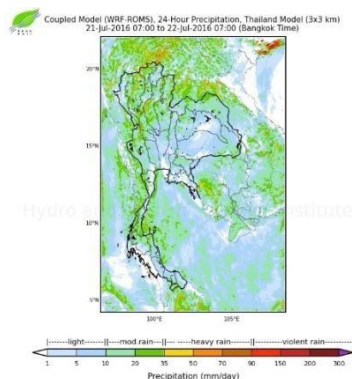 Coupled Model (WRF-ROMS), 24-Hour Precipitation, Thailand Model (3x3 km)
21-Jul-2016 07:00 to 22-Jul-2016 07:00 (Bangkok Time)
20°N
15°N
10°N
5°N
100°E 105°E
Hydro Institute
light mod rain heavy rain violent rain
1 5 10 20 35 50 70 90 150 200 300
Precipitation (mm/day)